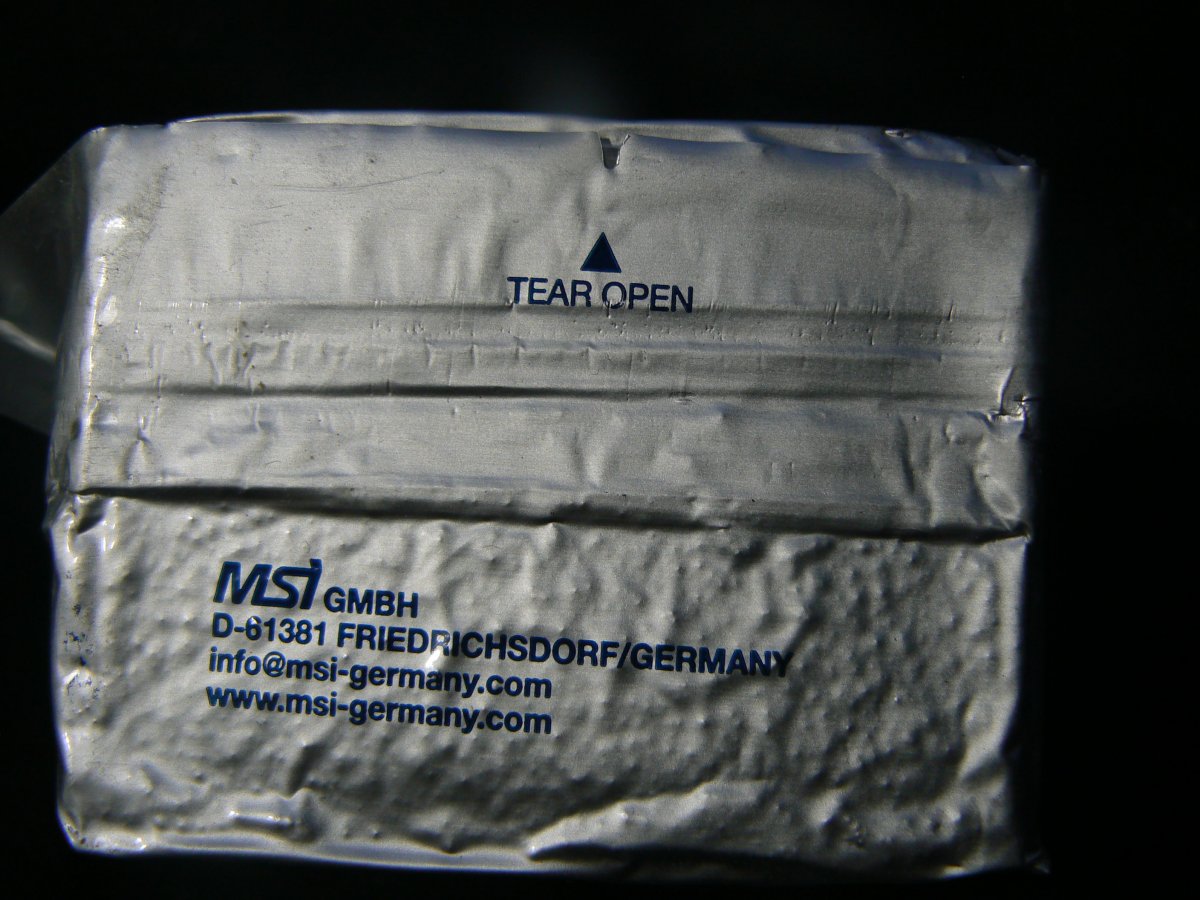 TEAR OPEN
MSI GMBH
D-61381 FRIEDRICHSDORF/GERMANY
info@msi-germany.com
www.msi-germany.com